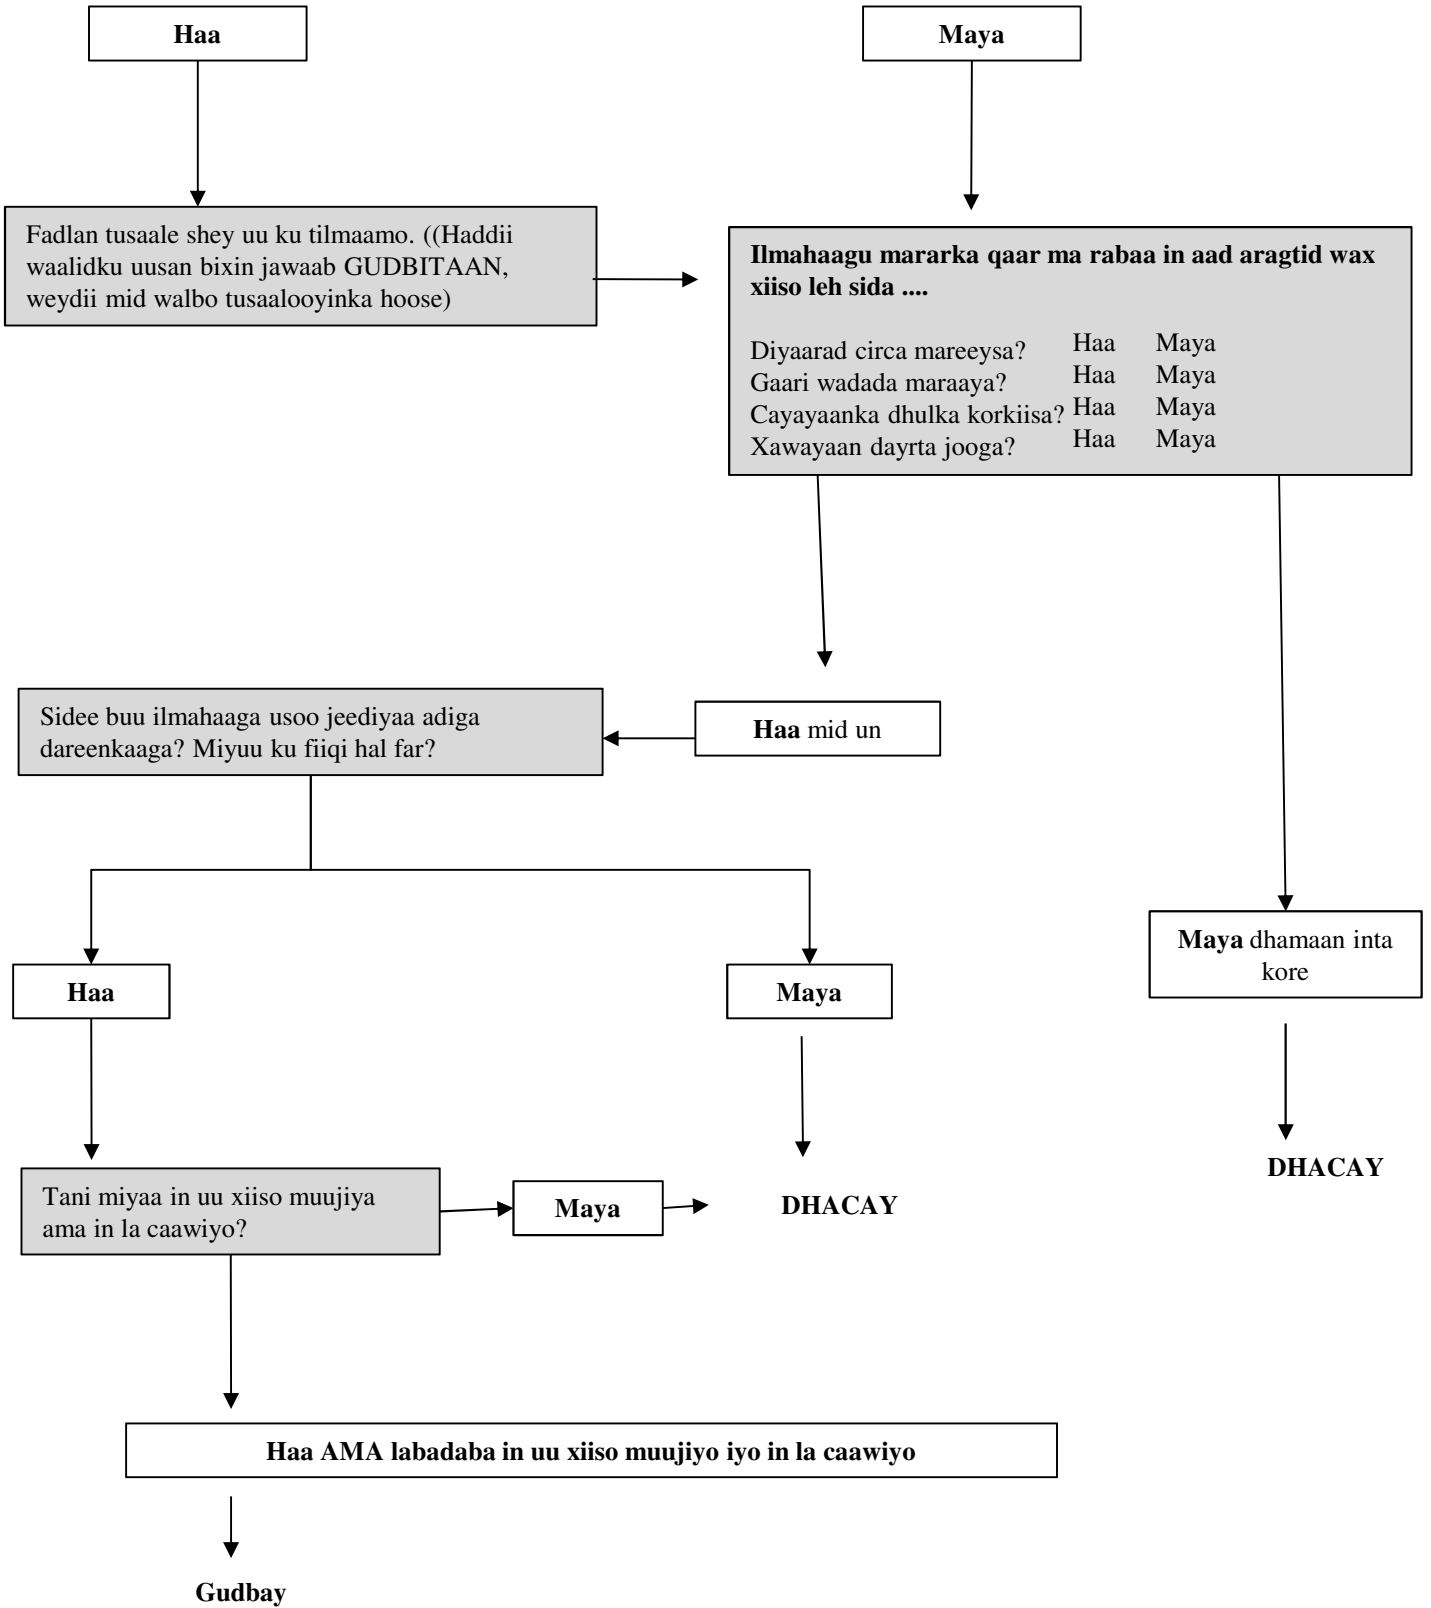 Haa
Maya
Fadlan tusaale shey uu ku tilmaamo. ((Haddii
waalidku uusan bixin jawaab GUDBITAAN,
weydii mid walbo tusaalooyinka hoose)
Ilmahaagu mararka qaar ma rabaa in aad aragtid wax
xiiso leh sida ....
Diyaarad circa mareeysa? Haa Maya
Gaari wadada maraaya? Haa Maya
Cayayaanka dhulka korkiisa? Haa Maya
Xawayaan dayrta jooga? Haa Maya
Sidee buu ilmahaaga usoo jeediyaa adiga
dareenkaaga? Miyuu ku fiiqi hal far?
Haa mid un
Maya dhamaan inta
kore
Haa
Maya
DHACAY
Tani miyaa in uu xiiso muujiya
ama in la caawiyo?
Maya
DHACAY
Haa AMA labadaba in uu xiiso muujiyo iyo in la caawiyo
Gudbay